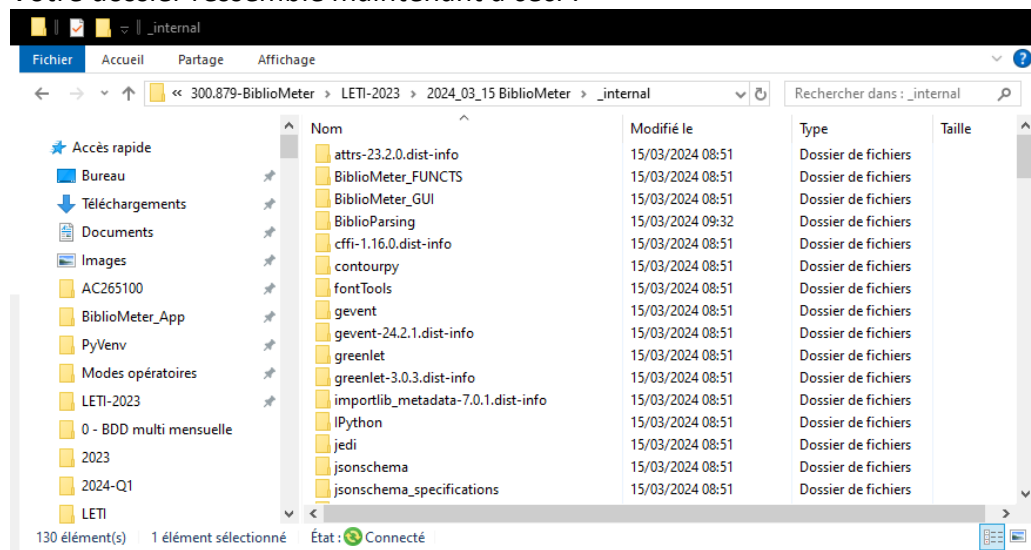 _internal
Fichier Accueil Partage Affichage
« 300.879-BiblioMeter > LETI-2023 > 2024_03_15 BiblioMeter > _internal Rechercher dans : _internal
Nom Modifié le Type Taille
Accès rapide
Bureau
Téléchargements
Documents
Images
AC265100
BiblioMeter_App
PyVenv
Modes opératoires
LETI-2023
0 - BDD multi mensuelle
2023
2024-Q1
LETI
attrs-23.2.0.dist-info 15/03/2024 08:51 Dossier de fichiers
BiblioMeter_FUNCTS 15/03/2024 08:51 Dossier de fichiers
BiblioMeter_GUI 15/03/2024 08:51 Dossier de fichiers
BiblioParsing 15/03/2024 09:32 Dossier de fichiers
cffi-1.16.0.dist-info 15/03/2024 08:51 Dossier de fichiers
contourpy 15/03/2024 08:51 Dossier de fichiers
fontTools 15/03/2024 08:51 Dossier de fichiers
gevent 15/03/2024 08:51 Dossier de fichiers
gevent-24.2.1.dist-info 15/03/2024 08:51 Dossier de fichiers
greenlet 15/03/2024 08:51 Dossier de fichiers
greenlet-3.0.3.dist-info 15/03/2024 08:51 Dossier de fichiers
importlib_metadata-7.0.1.dist-info 15/03/2024 08:51 Dossier de fichiers
IPython 15/03/2024 08:51 Dossier de fichiers
jedi 15/03/2024 08:51 Dossier de fichiers
jsonschema 15/03/2024 08:51 Dossier de fichiers
jsonschema_specifications 15/03/2024 08:51 Dossier de fichiers
130 élément(s) 1 élément sélectionné État : Connecté